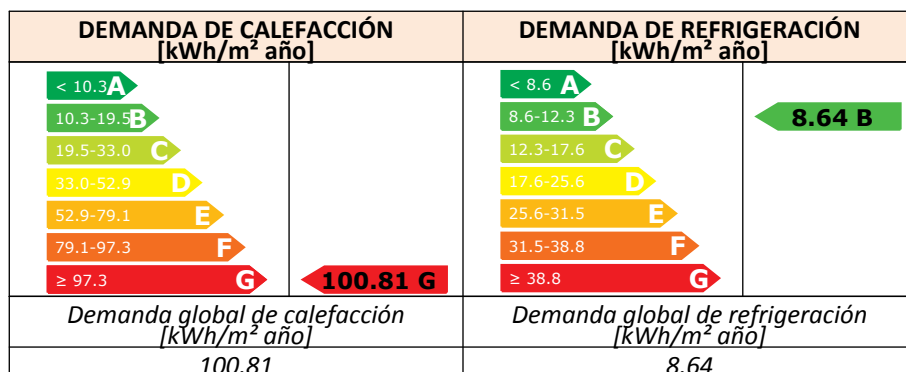 DEMANDA DE CALEFACCIÓN
[kWh/m² año]
< 10.3 A
10.3-19.5 B
19.5-33.0 C
33.0-52.9 D
52.9-79.1 E
79.1-97.3 F
≥ 97.3 G
100.81 G
Demanda global de calefacción
[kWh/m² año]
100.81
DEMANDA DE REFRIGERACIÓN
[kWh/m² año]
< 8.6 A
8.6-12.3 B
12.3-17.6 C
17.6-25.6 D
25.6-31.5 E
31.5-38.8 F
≥ 38.8 G
8.64 B
Demanda global de refrigeración
[kWh/m² año]
8.64